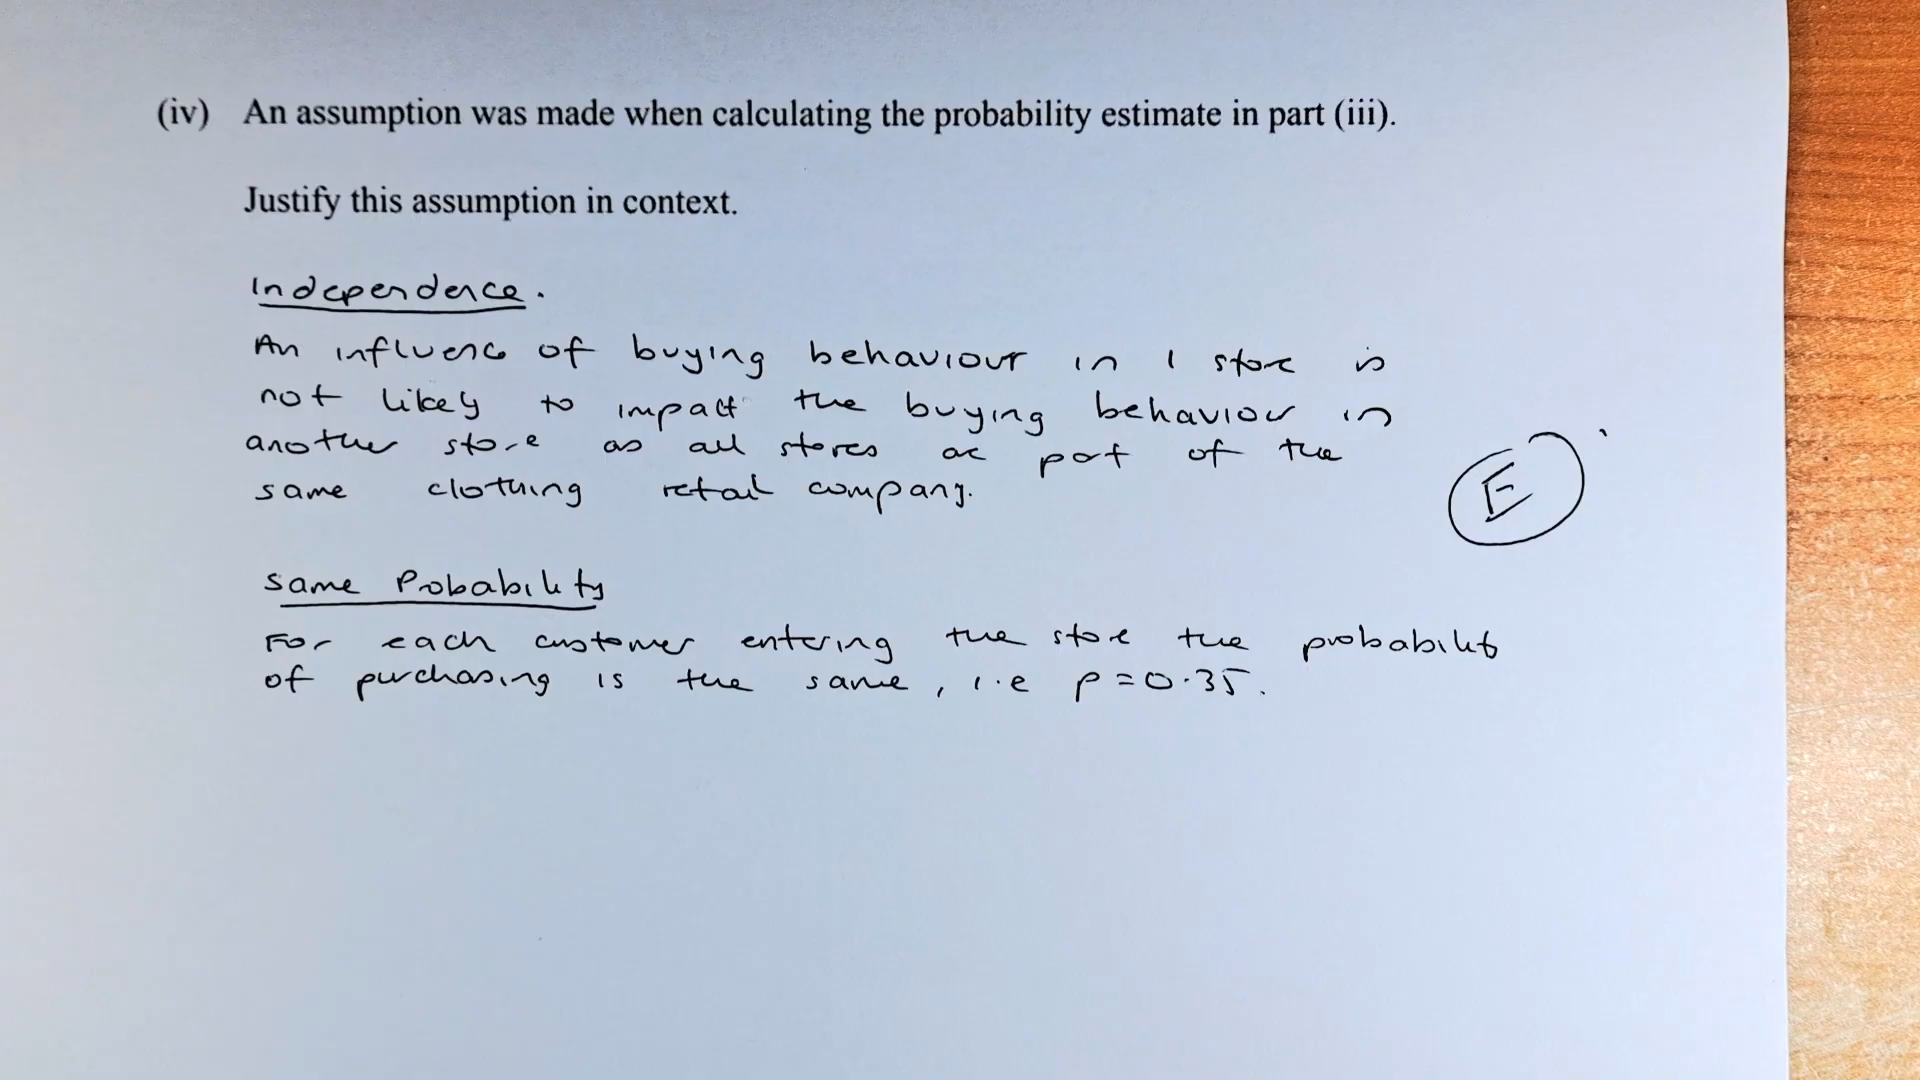 (iv) An assumption was made when calculating the probability estimate in part (iii).
Justify this assumption in context.
Independence.
An influence of buying behaviour in 1 store is
not likely to impact the buying behaviour in
another store as all stores are part of the
same clothing retail company.
E
Same Probability
For each customer entering the store the probability
of purchasing is the same, i.e p=0.35.